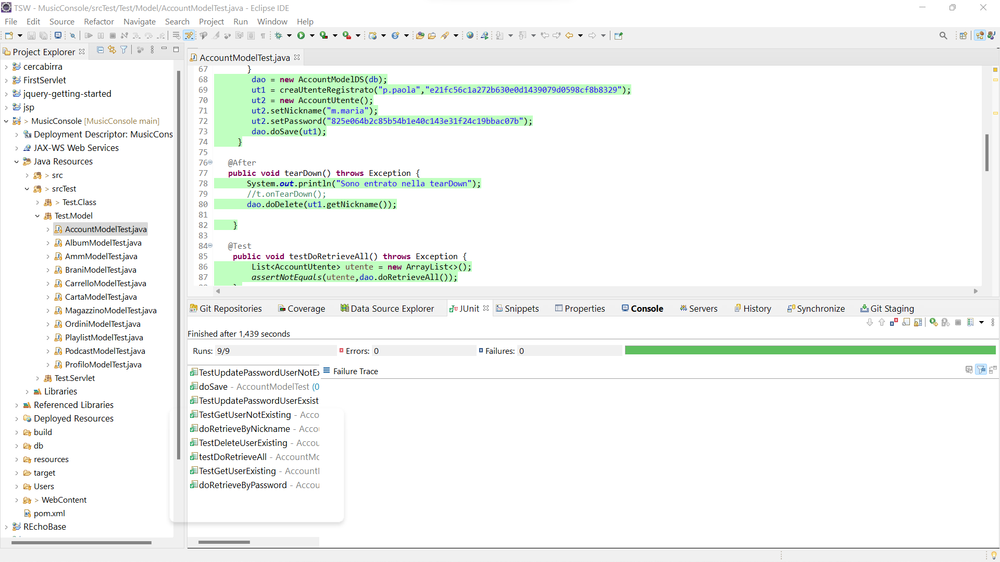 TSW - MusicConsole/srcTest/Test/Model/AccountModelTest.java - Eclipse IDE
File Edit Source Refactor Navigate Search Project Run Window Help
Project Explorer
cercabirra
FirstServlet
jquery-getting-started
jsp
> MusicConsole [MusicConsole main]
Deployment Descriptor: MusicCons
JAX-WS Web Services
Java Resources
> src
> srcTest
> Test.Class
Test.Model
AccountModelTest.java
AlbumModelTest.java
AmmModelTest.java
BraniModelTest.java
CarrelloModelTest.java
CartaModelTest.java
MagazzinoModelTest.java
OrdiniModelTest.java
PlaylistModelTest.java
PodcastModelTest.java
ProfiloModelTest.java
Test.Servlet
Libraries
Referenced Libraries
Deployed Resources
build
db
resources
target
Users
> WebContent
pom.xml
REchoBase
AccountModelTest.java
67 }
68 dao = new AccountModelDS(db);
69 ut1 = creaUtenteRegistrato("p.paola","e21fc56c1a272b630e0d1439079d0598cf8b8329");
70 ut2 = new AccountUtente();
71 ut2.setNickname("m.maria");
72 ut2.setPassword("825e064b2c85b54b1e40c143e31f24c19bbac07b");
73 dao.doSave(ut1);
74 }
75
76 @After
77 public void tearDown() throws Exception {
78 System.out.println("Sono entrato nella tearDown");
79 //t.onTearDown();
80 dao.doDelete(ut1.getNickname());
81
82 }
83
84 @Test
85 public void testDoRetrieveAll() throws Exception {
86 List<AccountUtente> utente = new ArrayList<>();
87 assertNotEquals(utente,dao.doRetrieveAll());
Git Repositories Coverage Data Source Explorer JUnit Snippets Properties Console Servers History Synchronize Git Staging
Finished after 1,439 seconds
Runs: 9/9 Errors: 0 Failures: 0
Failure Trace
TestUpdatePasswordUserNotEx
doSave - AccountModelTest (0
TestUpdatePasswordUserExsist
TestGetUserNotExisting - Acco
doRetrieveByNickname - Accou
TestDeleteUserExisting - Accou
testDoRetrieveAll - AccountMo
TestGetUserExisting - Account
doRetrieveByPassword - Accou